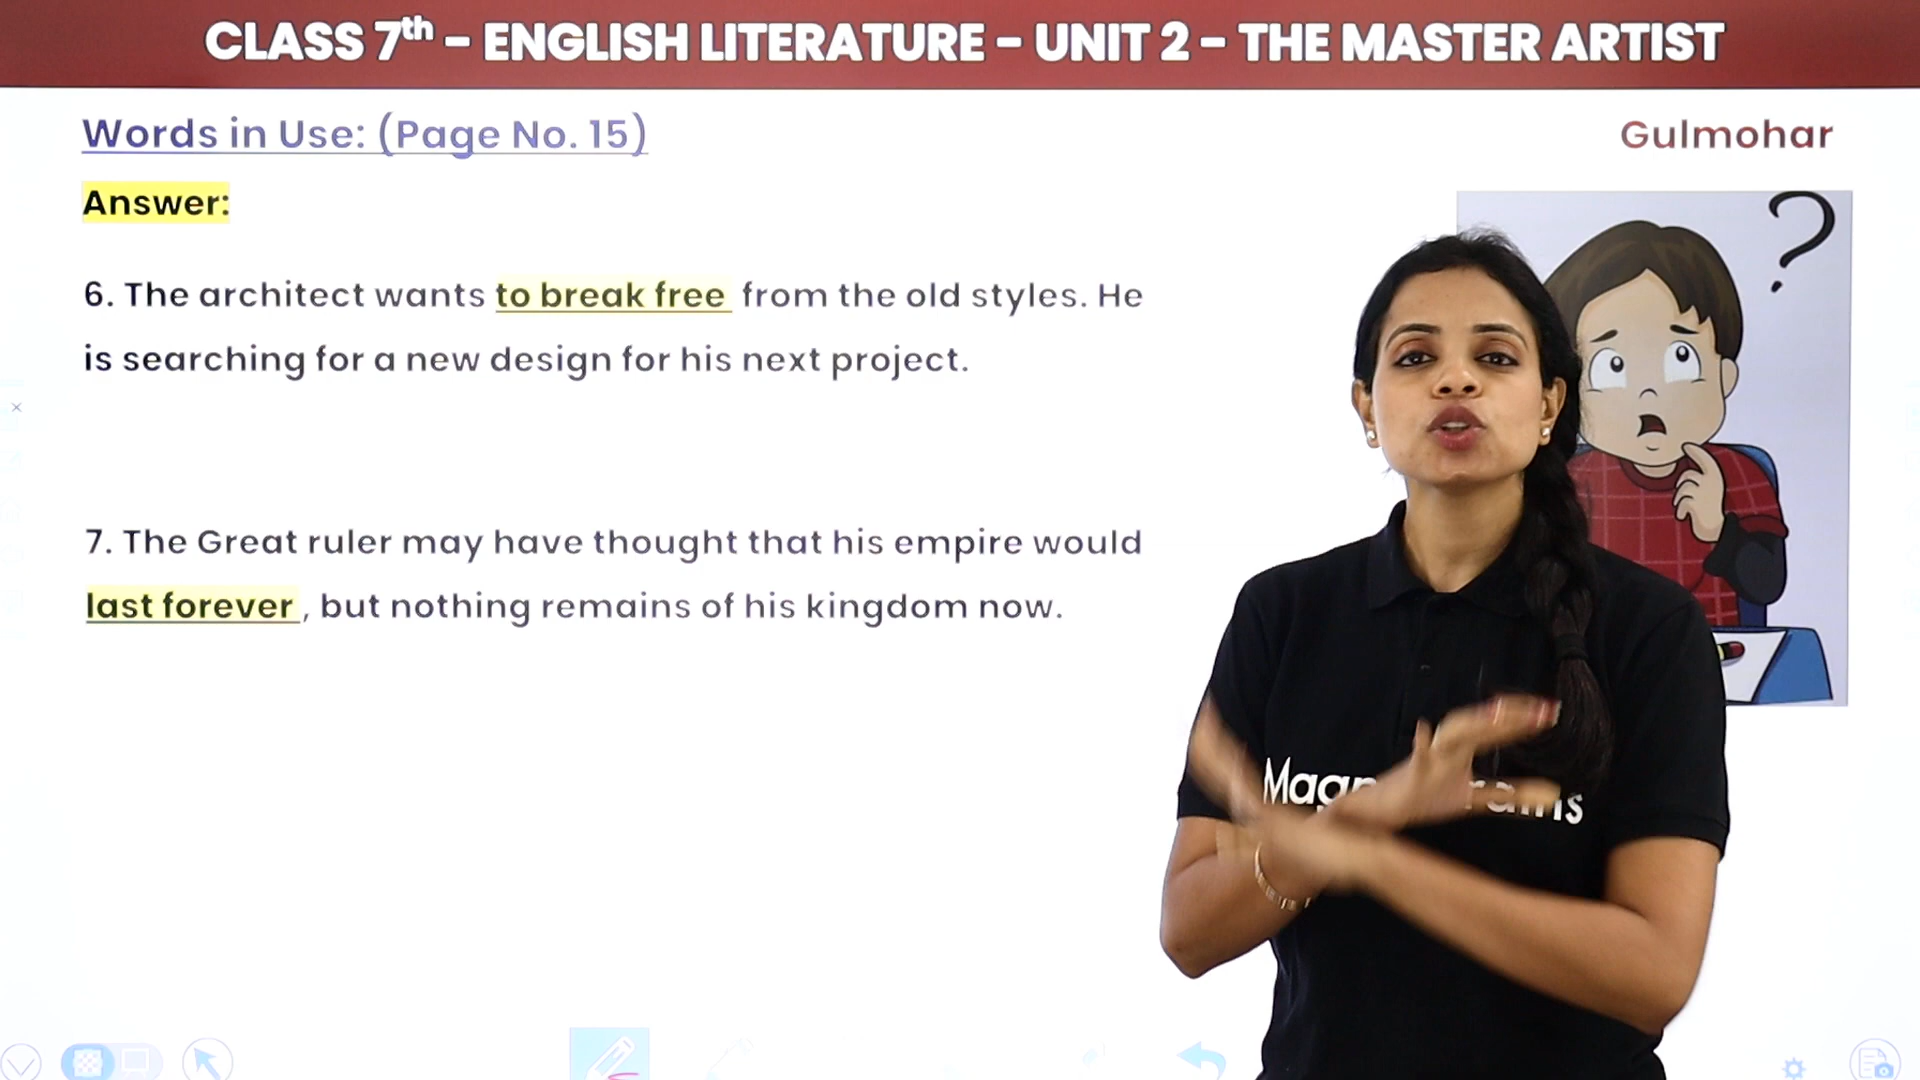 CLASS 7th – ENGLISH LITERATURE – UNIT 2 – THE MASTER ARTIST
Words in Use: (Page No. 15)
Gulmohar
Answer:
?
6. The architect wants to break free from the old styles. He
is searching for a new design for his next project.
7. The Great ruler may have thought that his empire would
last forever, but nothing remains of his kingdom now.